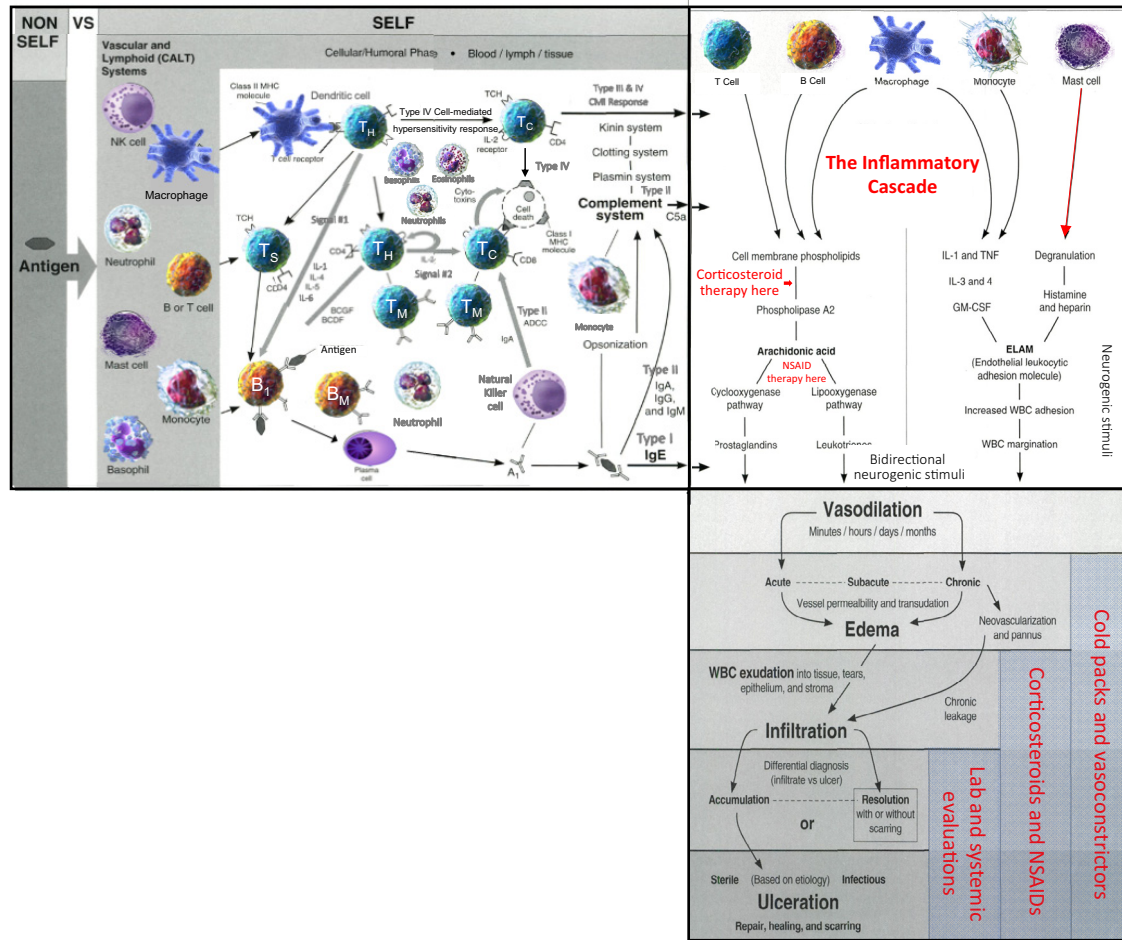 NON
SELF
VS
SELF
Vascular and
Lymphoid (CALT)
Systems
Cellular/Humoral Phase • Blood / lymph / tissue
NK cell
Macrophage
Antigen
Neutrophil
B or T cell
Mast cell
Monocyte
Basophil
Class II MHC
molecule
Dendritic cell
T cell receptor
TH
Type IV Cell-mediated
hypersensitivity response
TCH
TC
IL-2
receptor
CD4
Type III & IV
CMII Response
Kinin system
Clotting system
Plasmin system
Type II
Complement
system
C5a
Basophils
Eosinophils
Neutrophils
Cyto-
toxins
Type IV
Cell
death
Class I
MHC
molecule
TCH
TS
CD4
Signal #1
IL-1
IL-4
IL-5
IL-6
CD4
TH
IL-2
Signal #2
TC
CD8
BCGF
BCDF
TM
TM
Type Ii
ADCC
IgA
Monocyte
Opsonization
Antigen
B1
BM
Neutrophil
Natural
Killer
cell
Type II
IgA,
IgG,
and IgM
Plasma
cell
A1
Type I
IgE
T Cell
B Cell
Macrophage
Monocyte
Mast cell
The Inflammatory
Cascade
Cell membrane phospholipids
Corticosteroid
therapy here
Phospholipase A2
Arachidonic acid
NSAID
therapy here
Cyclooxygenase
pathway
Lipooxygenase
pathway
Prostaglandins
Leukotrienes
Bidirectional
neurogenic stimuli
IL-1 and TNF
IL-3 and 4
GM-CSF
Degranulation
Histamine
and heparin
ELAM
(Endothelial leukocytic
adhesion molecule)
Increased WBC adhesion
WBC margination
Neurogenic stimuli
Vasodilation
Minutes / hours / days / months
Acute
Subacute
Chronic
Vessel permealbility and transudation
Edema
Neovascularization
and pannus
WBC exudation into tissue, tears,
epithelium, and stroma
Chronic
leakage
Infiltration
Differential diagnosis
(infiltrate vs ulcer)
Accumulation
or
Resolution
with or without
scarring
Sterile (Based on etiology) Infectious
Ulceration
Repair, healing, and scarring
Lab and systemic
evaluations
Corticosteroids and NSAIDs
Cold packs and vasoconstrictors